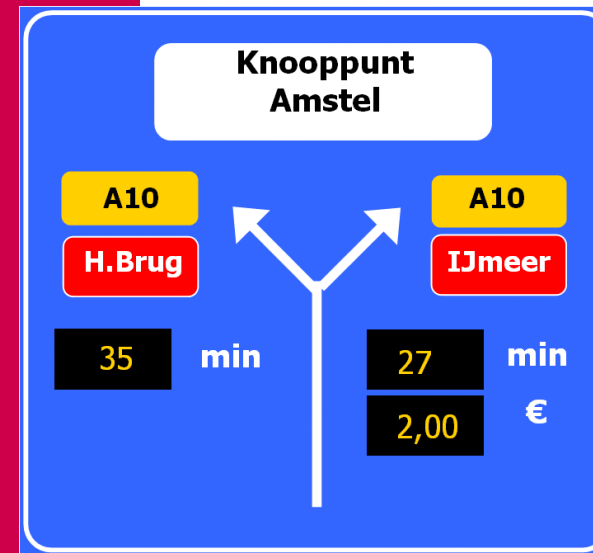 Knooppunt
Amstel
A10
A10
H.Brug
IJmeer
35 min
27 min
2,00 €